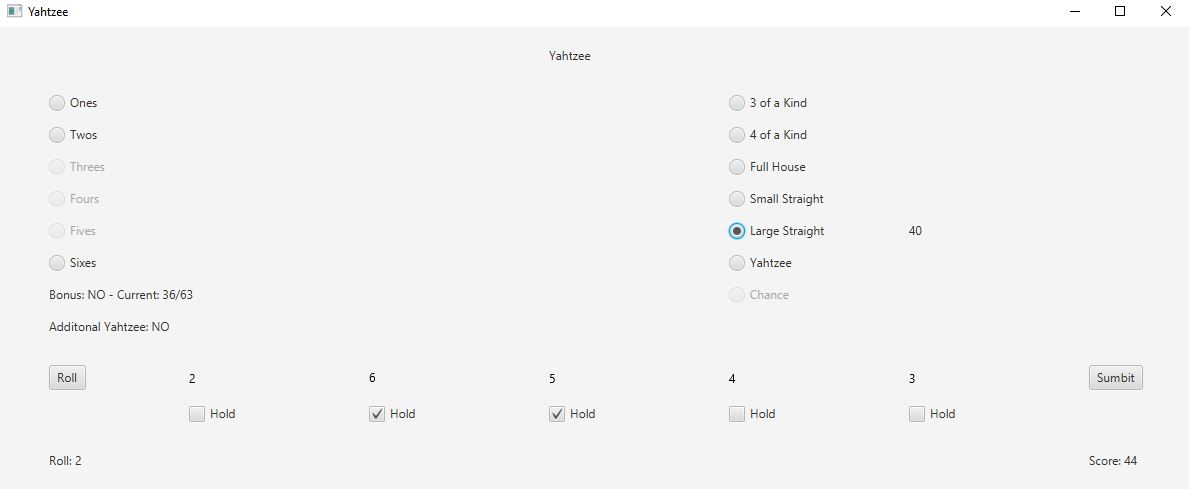 Yahtzee
Yahtzee
Ones
3 of a Kind
Twos
4 of a Kind
Threes
Full House
Fours
Small Straight
Fives
Large Straight 40
Sixes
Yahtzee
Bonus: NO - Current: 36/63
Chance
Additonal Yahtzee: NO
Roll 2 6 5 4 3 Sumbit
Hold Hold Hold Hold Hold
Roll: 2
Score: 44